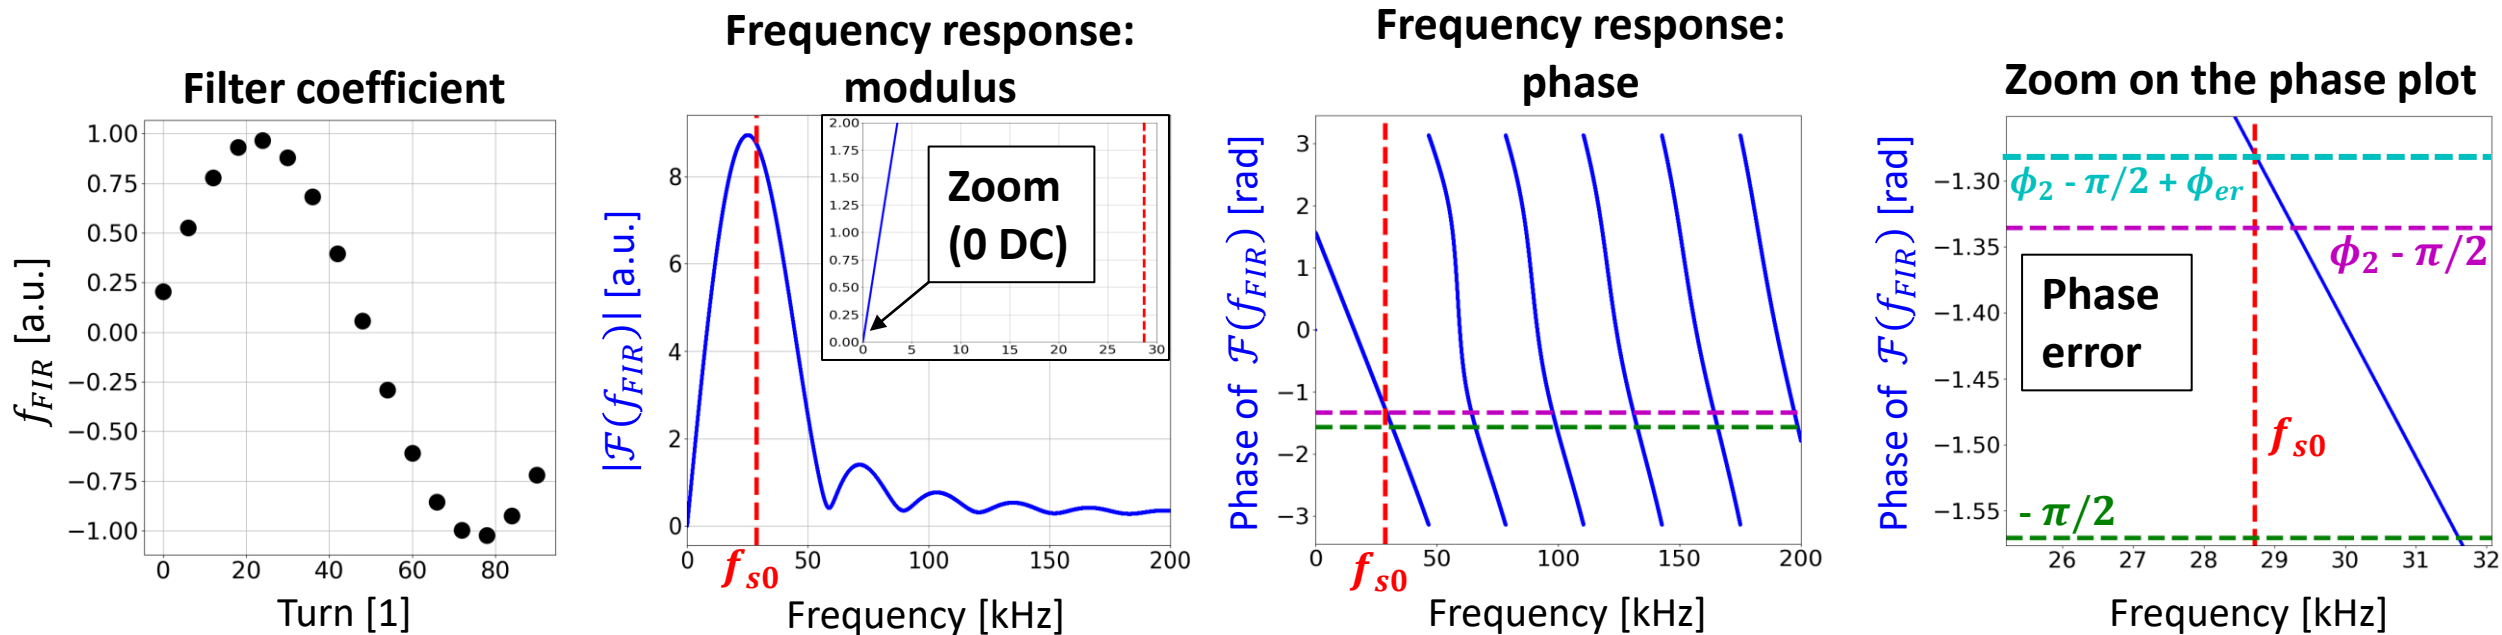 Filter coefficient
1.00
0.75
0.50
0.25
0.00
−0.25
−0.50
−0.75
−1.00
f_FIR [a.u.]
0 20 40 60 80
Turn [1]
Frequency response:
modulus
8
6
4
2
0
|ℱ(f_FIR)| [a.u.]
2.00
1.75
1.50
1.25
1.00
0.75
0.50
0.25
0.00
0 5 10 15 20 25 30
Zoom
(0 DC)
0 50 100 150 200
f_s0
Frequency [kHz]
Frequency response:
phase
3
2
1
0
−1
−2
−3
Phase of ℱ(f_FIR) [rad]
0 50 100 150 200
f_s0
Frequency [kHz]
Zoom on the phase plot
−1.30
−1.35
−1.40
−1.45
−1.50
−1.55
Phase of ℱ(f_FIR) [rad]
ϕ₂ - π/2 + ϕ_er
ϕ₂ - π/2
Phase
error
f_s0
- π/2
26 27 28 29 30 31 32
Frequency [kHz]